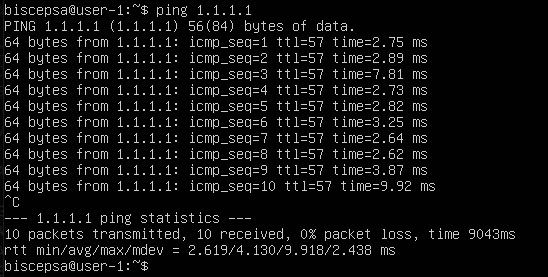 biscepsa@user-1:~$ ping 1.1.1.1
PING 1.1.1.1 (1.1.1.1) 56(84) bytes of data.
64 bytes from 1.1.1.1: icmp_seq=1 ttl=57 time=2.75 ms
64 bytes from 1.1.1.1: icmp_seq=2 ttl=57 time=2.89 ms
64 bytes from 1.1.1.1: icmp_seq=3 ttl=57 time=7.81 ms
64 bytes from 1.1.1.1: icmp_seq=4 ttl=57 time=2.73 ms
64 bytes from 1.1.1.1: icmp_seq=5 ttl=57 time=2.82 ms
64 bytes from 1.1.1.1: icmp_seq=6 ttl=57 time=3.25 ms
64 bytes from 1.1.1.1: icmp_seq=7 ttl=57 time=2.64 ms
64 bytes from 1.1.1.1: icmp_seq=8 ttl=57 time=2.62 ms
64 bytes from 1.1.1.1: icmp_seq=9 ttl=57 time=3.87 ms
64 bytes from 1.1.1.1: icmp_seq=10 ttl=57 time=9.92 ms
^C
--- 1.1.1.1 ping statistics ---
10 packets transmitted, 10 received, 0% packet loss, time 9043ms
rtt min/avg/max/mdev = 2.619/4.130/9.918/2.438 ms
biscepsa@user-1:~$